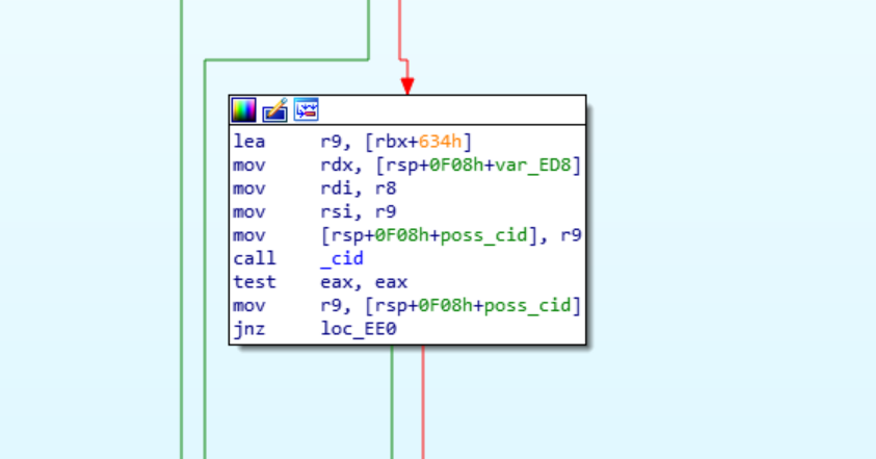 lea r9, [rbx+634h]
mov rdx, [rsp+0F08h+var_ED8]
mov rdi, r8
mov rsi, r9
mov [rsp+0F08h+poss_cid], r9
call _cid
test eax, eax
mov r9, [rsp+0F08h+poss_cid]
jnz loc_EE0